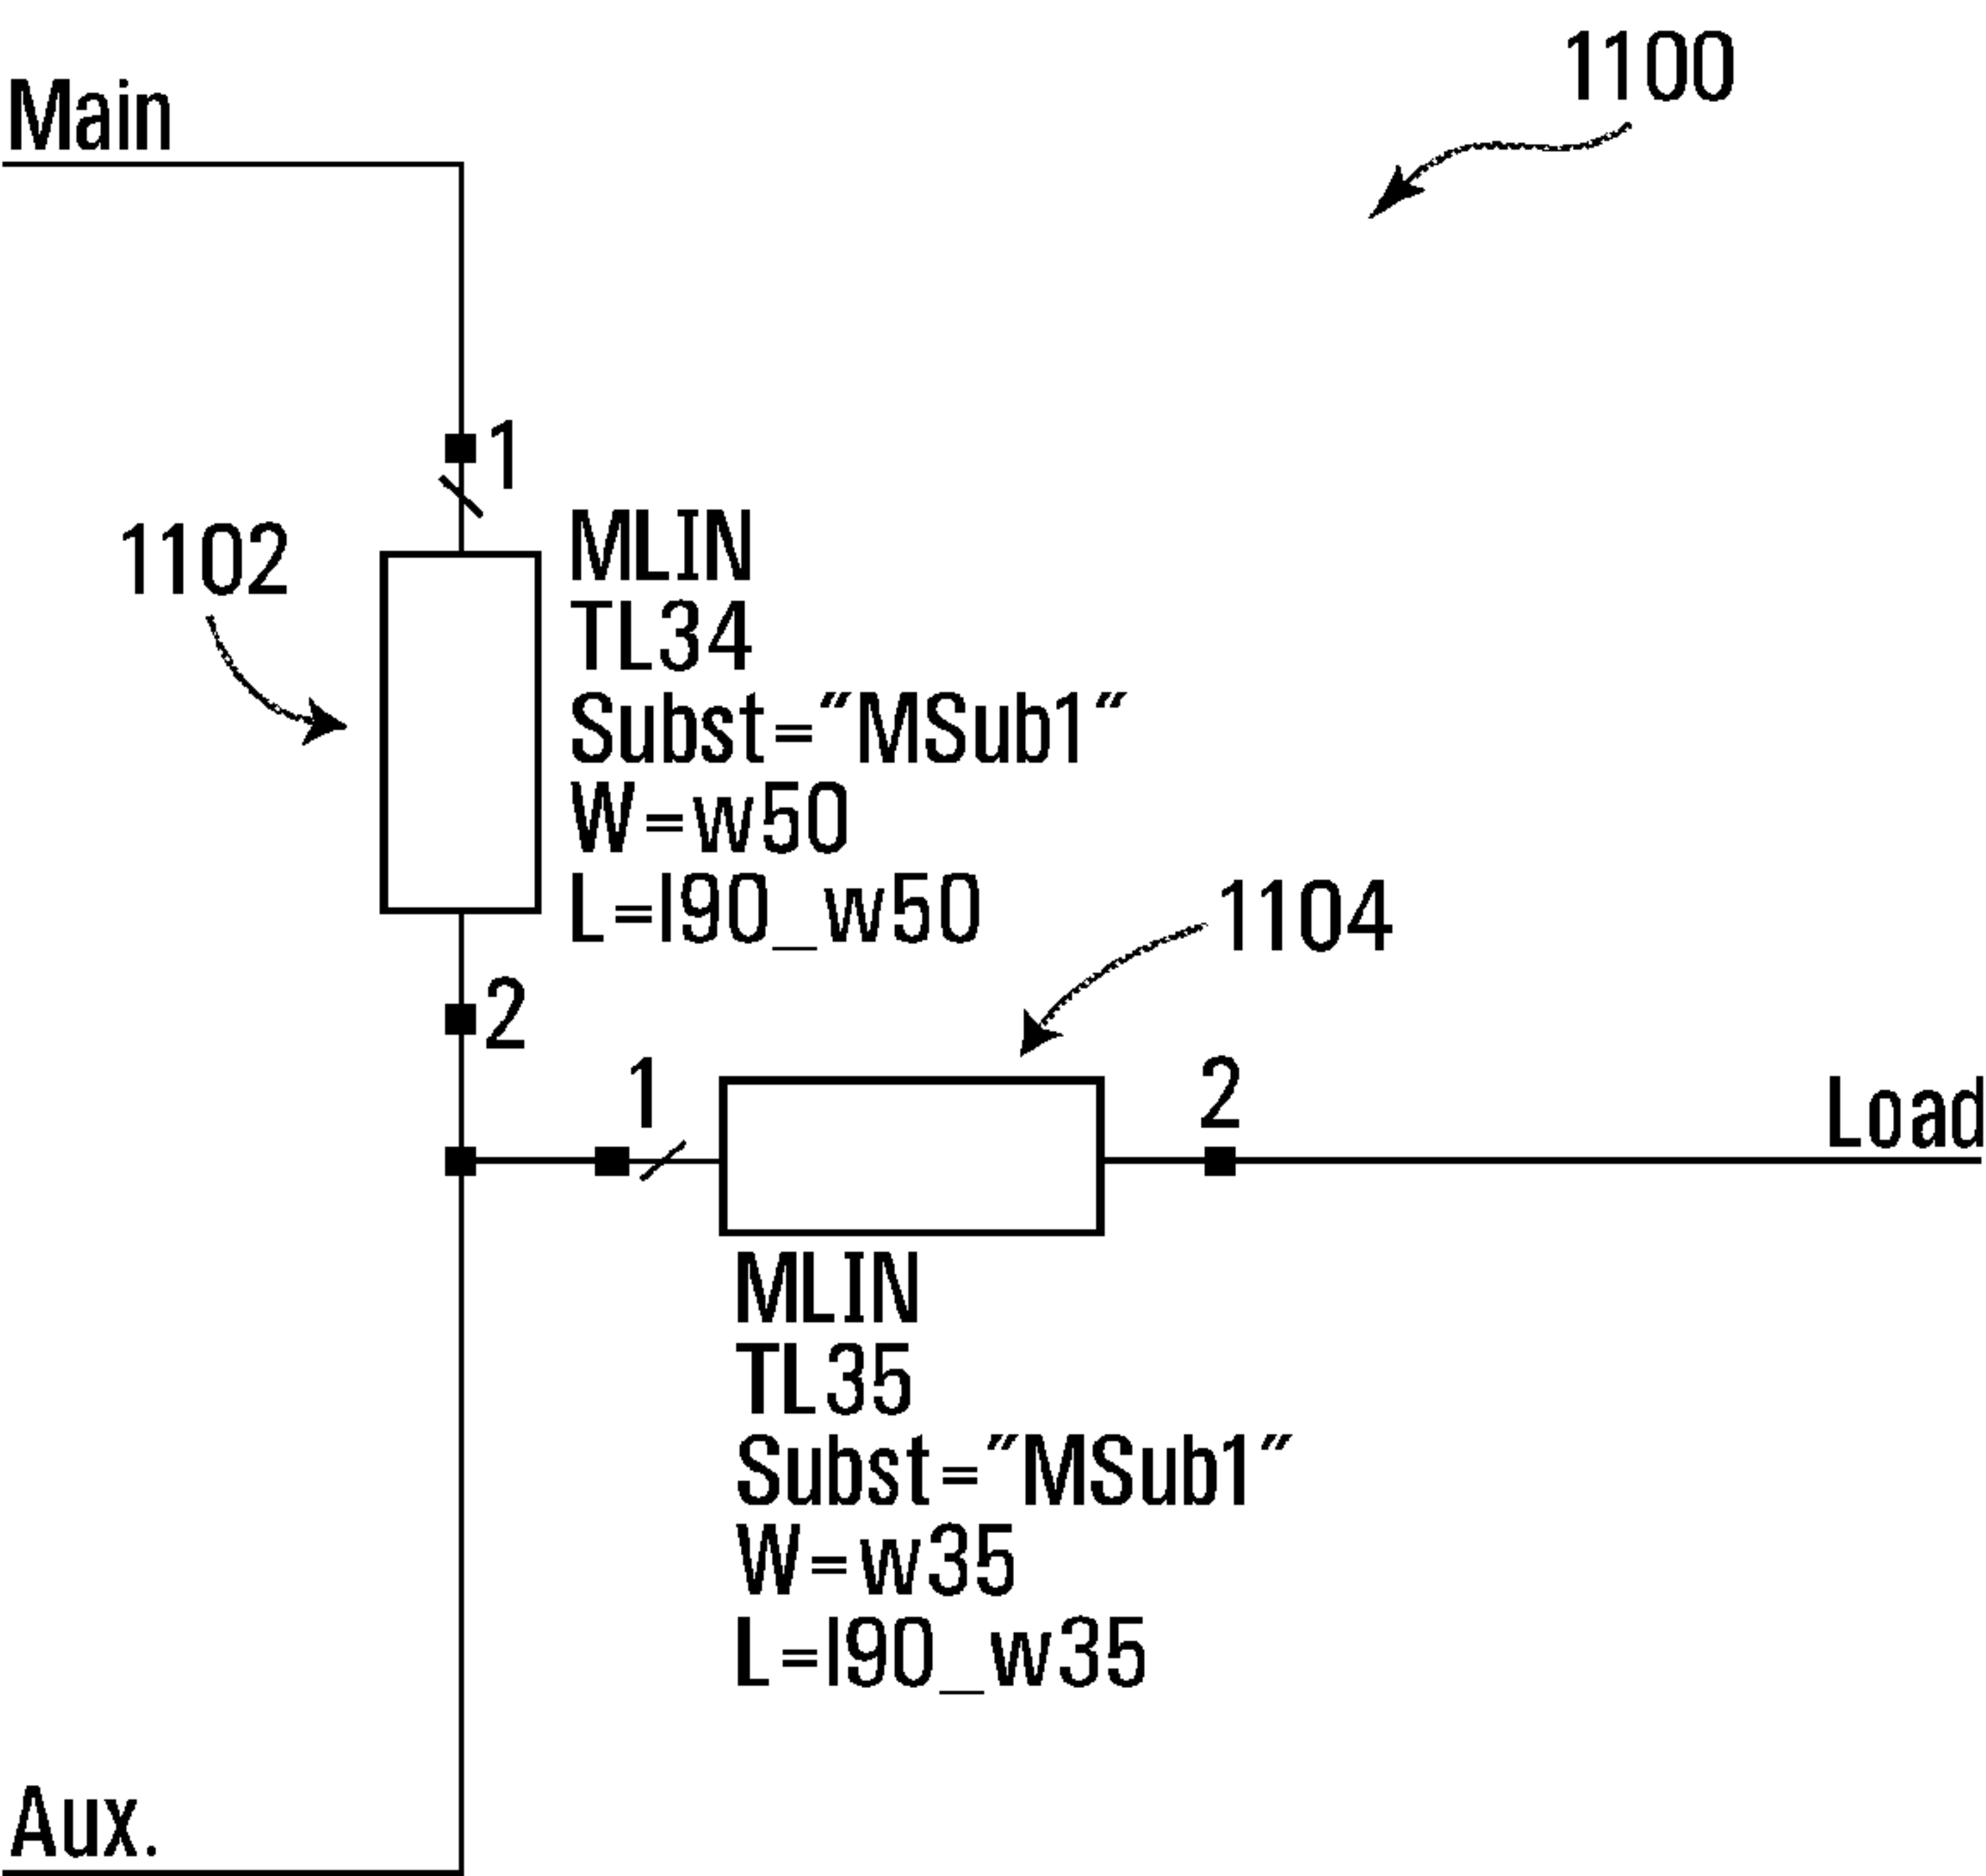 1100
Main
1
1102
MLIN
TL34
Subst="MSub1"
W=w50
L=l90_w50
1104
2
1
2
Load
MLIN
TL35
Subst="MSub1"
W=w35
L=l90_w35
Aux.